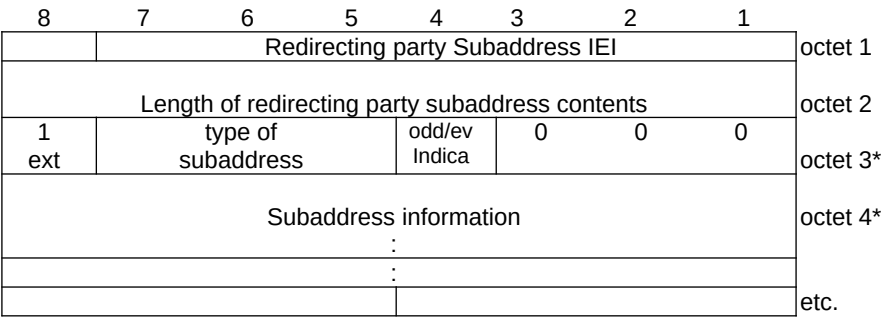 8 7 6 5 4 3 2 1
Redirecting party Subaddress IEI octet 1
Length of redirecting party subaddress contents octet 2
1 type of odd/ev 0 0 0
ext subaddress Indica octet 3*
Subaddress information octet 4*
:
:
etc.